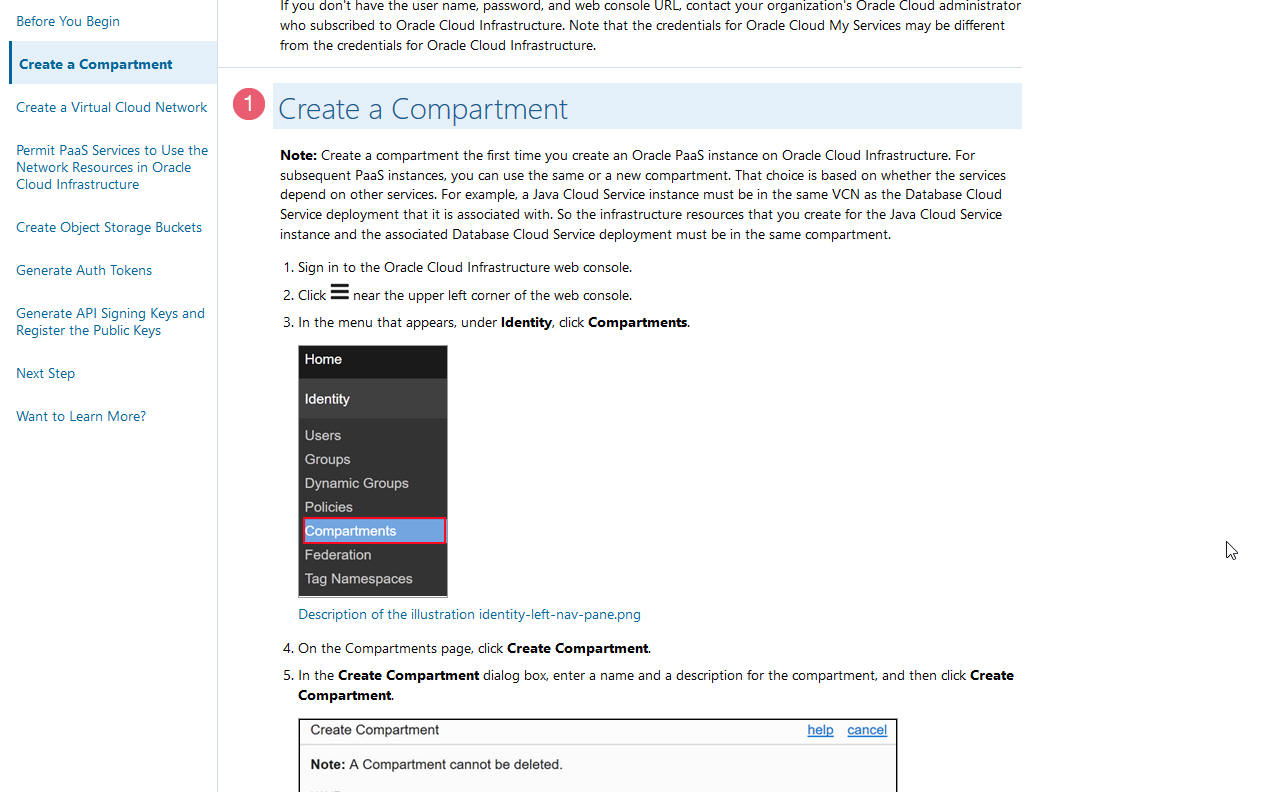 Before You Begin
Create a Compartment
Create a Virtual Cloud Network
Permit PaaS Services to Use the
Network Resources in Oracle
Cloud Infrastructure
Create Object Storage Buckets
Generate Auth Tokens
Generate API Signing Keys and
Register the Public Keys
Next Step
Want to Learn More?
If you don't have the user name, password, and web console URL, contact your organization's Oracle Cloud administrator
who subscribed to Oracle Cloud Infrastructure. Note that the credentials for Oracle Cloud My Services may be different
from the credentials for Oracle Cloud Infrastructure.
1 Create a Compartment
Note: Create a compartment the first time you create an Oracle PaaS instance on Oracle Cloud Infrastructure. For
subsequent PaaS instances, you can use the same or a new compartment. That choice is based on whether the services
depend on other services. For example, a Java Cloud Service instance must be in the same VCN as the Database Cloud
Service deployment that it is associated with. So the infrastructure resources that you create for the Java Cloud Service
instance and the associated Database Cloud Service deployment must be in the same compartment.
1. Sign in to the Oracle Cloud Infrastructure web console.
2. Click near the upper left corner of the web console.
3. In the menu that appears, under Identity, click Compartments.
Home
Identity
Users
Groups
Dynamic Groups
Policies
Compartments
Federation
Tag Namespaces
Description of the illustration identity-left-nav-pane.png
4. On the Compartments page, click Create Compartment.
5. In the Create Compartment dialog box, enter a name and a description for the compartment, and then click Create
Compartment.
Create Compartment help cancel
Note: A Compartment cannot be deleted.